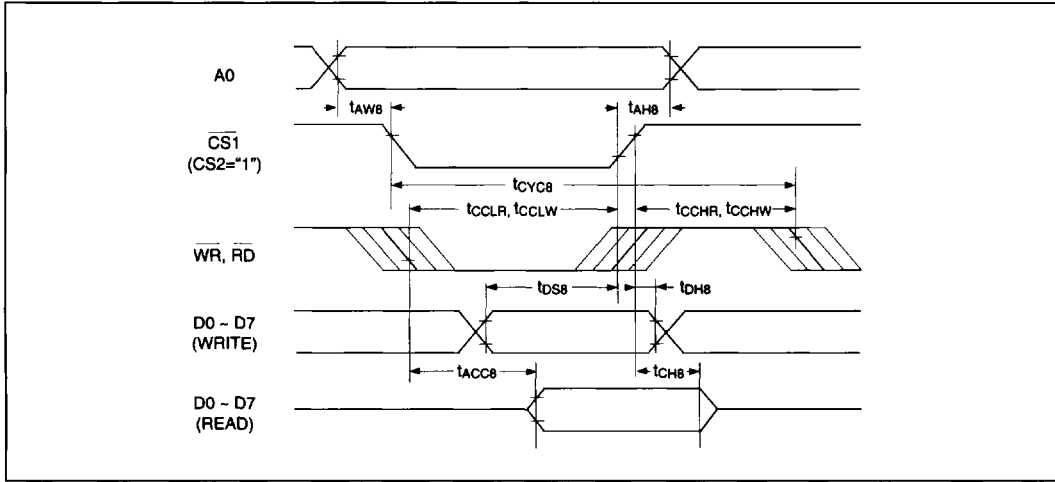 A0
tAW8
tAH8
CS1
(CS2="1")
tCYC8
tCCLR, tCCLW
tCCHR, tCCHW
WR, RD
tDS8
tDH8
D0 ~ D7
(WRITE)
tACC8
tCH8
D0 ~ D7
(READ)